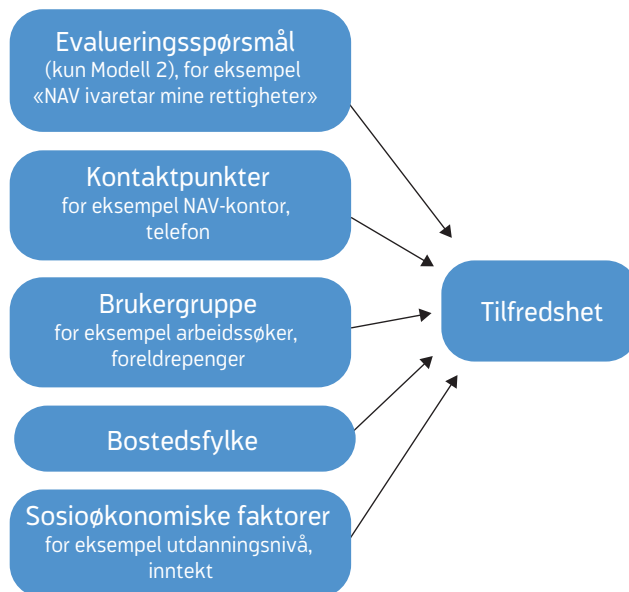 Evalueringsspørsmål
(kun Modell 2), for eksempel
«NAV ivaretar mine rettigheter»
Kontaktpunkter
for eksempel NAV-kontor,
telefon
Brukergruppe
for eksempel arbeidssøker,
foreldrepenger
Bostedsfylke
Sosioøkonomiske faktorer
for eksempel utdanningsnivå,
inntekt
Tilfredshet